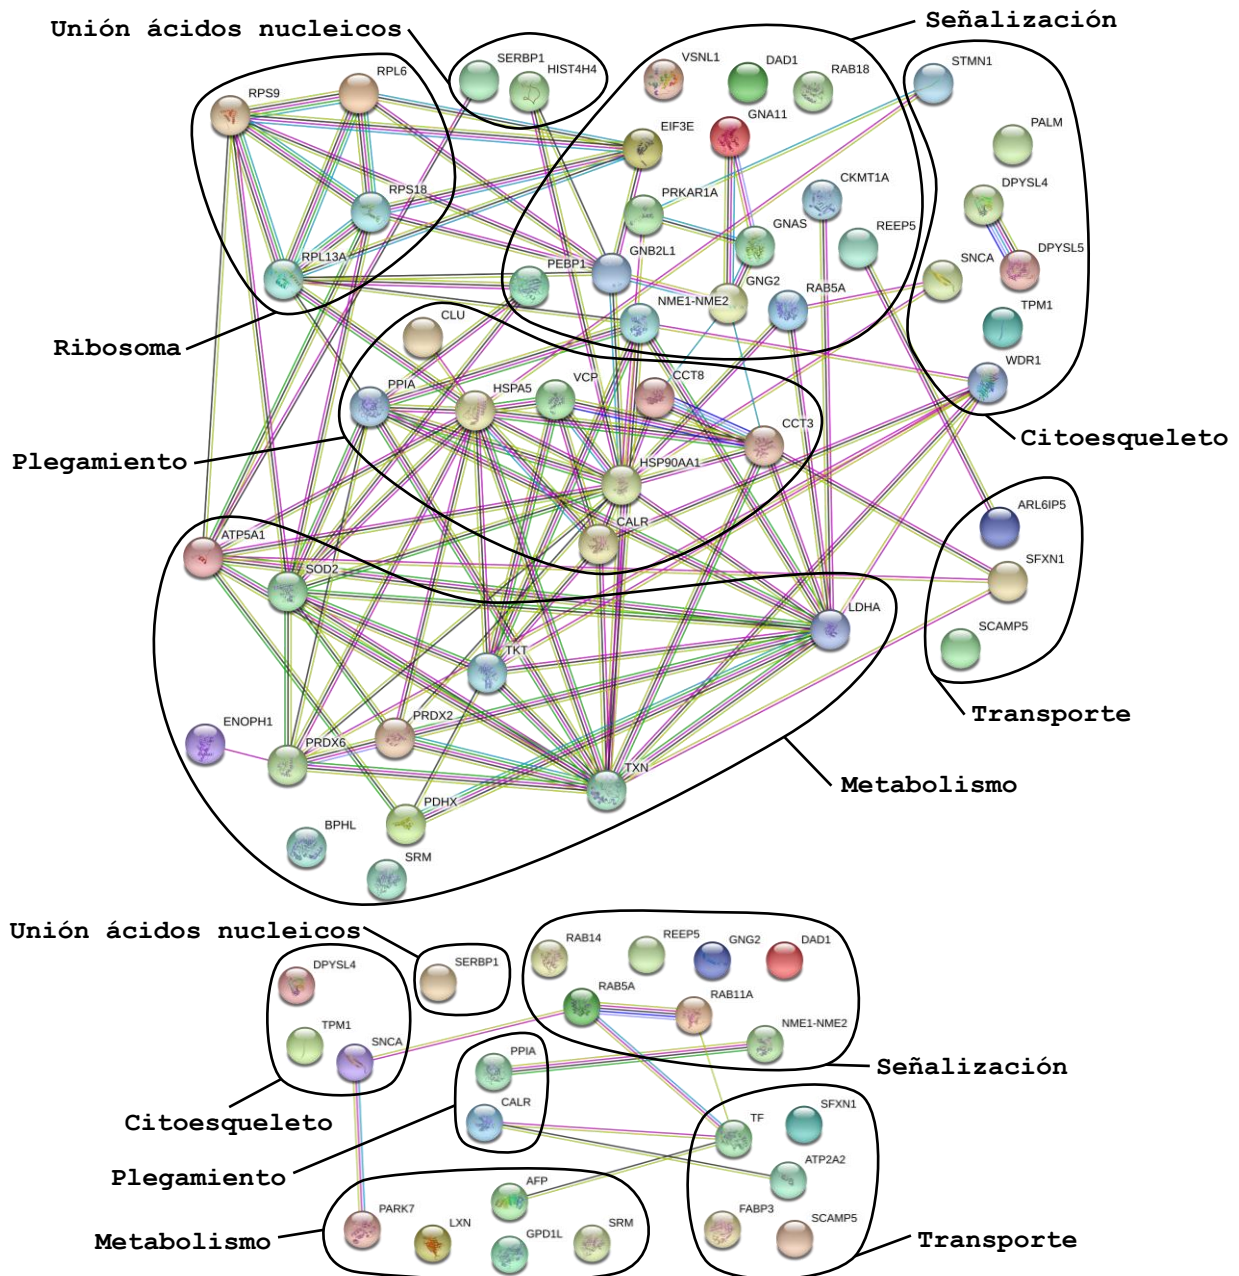 Señalización
Unión ácidos nucleicos
SERBP1
HIST4H4
VSNL1
DAD1
RAB18
STMN1
RPL6
RPS9
GNA11
PALM
EIF3E
CKMT1A
DPYSL4
RPS18
PRKAR1A
GNAS
REEP5
DPYSL5
RPL13A
PEBP1
GNB2L1
SNCA
GNG2
RAB5A
NME1-NME2
TPM1
CLU
Ribosoma
WDR1
PPIA
HSPA5
VCP
CCT8
CCT3
Citoesqueleto
Plegamiento
HSP90AA1
ARL6IP5
CALR
ATP5A1
SFXN1
SOD2
LDHA
SCAMP5
TKT
Transporte
ENOPH1
PRDX2
PRDX6
TXN
Metabolismo
PDHX
BPHL
SRM
Unión ácidos nucleicos
RAB14
REEP5
GNG2
DAD1
DPYSL4
SERBP1
RAB5A
RAB11A
TPM1
NME1-NME2
SNCA
PPIA
Señalización
CALR
Citoesqueleto
TF
SFXN1
Plegamiento
ATP2A2
AFP
PARK7
LXN
GPD1L
SRM
FABP3
SCAMP5
Metabolismo
Transporte